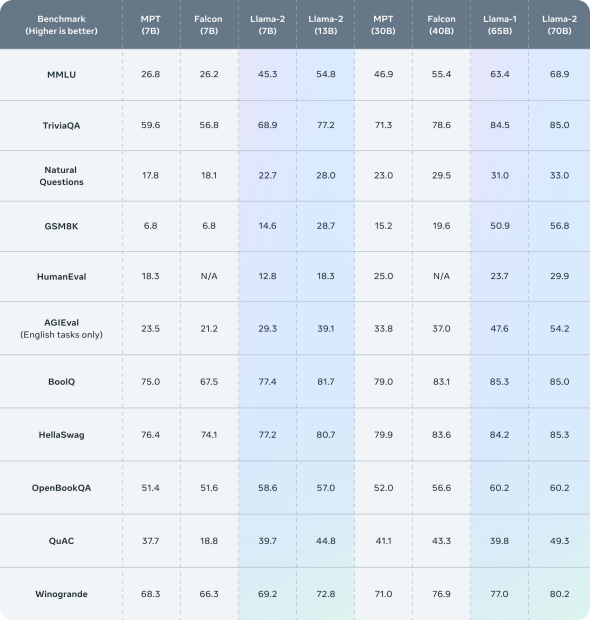 Benchmark MPT Falcon Llama-2 Llama-2 MPT Falcon Llama-1 Llama-2
(Higher is better) (7B) (7B) (7B) (13B) (30B) (40B) (65B) (70B)
MMLU 26.8 26.2 45.3 54.8 46.9 55.4 63.4 68.9
TriviaQA 59.6 56.8 68.9 77.2 71.3 78.6 84.5 85.0
Natural
Questions 17.8 18.1 22.7 28.0 23.0 29.5 31.0 33.0
GSM8K 6.8 6.8 14.6 28.7 15.2 19.6 50.9 56.8
HumanEval 18.3 N/A 12.8 18.3 25.0 N/A 23.7 29.9
AGIEval
(English tasks only) 23.5 21.2 29.3 39.1 33.8 37.0 47.6 54.2
BoolQ 75.0 67.5 77.4 81.7 79.0 83.1 85.3 85.0
HellaSwag 76.4 74.1 77.2 80.7 79.9 83.6 84.2 85.3
OpenBookQA 51.4 51.6 58.6 57.0 52.0 56.6 60.2 60.2
QuAC 37.7 18.8 39.7 44.8 41.1 43.3 39.8 49.3
Winogrande 68.3 66.3 69.2 72.8 71.0 76.9 77.0 80.2